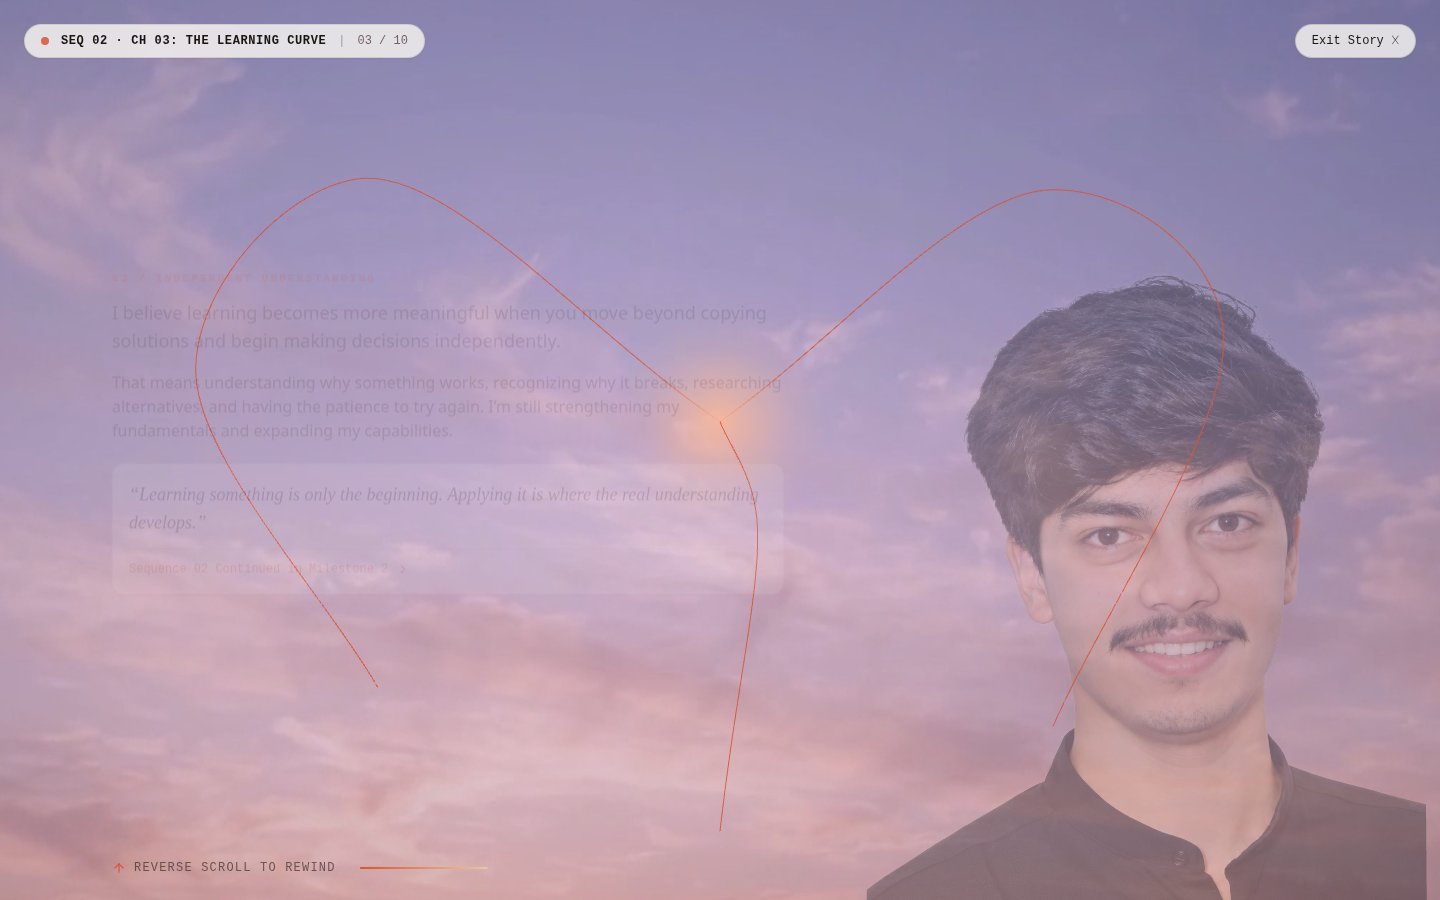 SEQ 02 · CH 03: THE LEARNING CURVE | 03 / 10
Exit Story X
03 / INDEPENDENT UNDERSTANDING
I believe learning becomes more meaningful when you move beyond copying
solutions and begin making decisions independently.
That means understanding why something works, recognizing why it breaks, researching
alternatives, and having the patience to try again. I'm still strengthening my
fundamentals and expanding my capabilities.
“Learning something is only the beginning. Applying it is where the real understanding
develops.”
Sequence 02 Continued in Milestone 2 ›
↑ REVERSE SCROLL TO REWIND